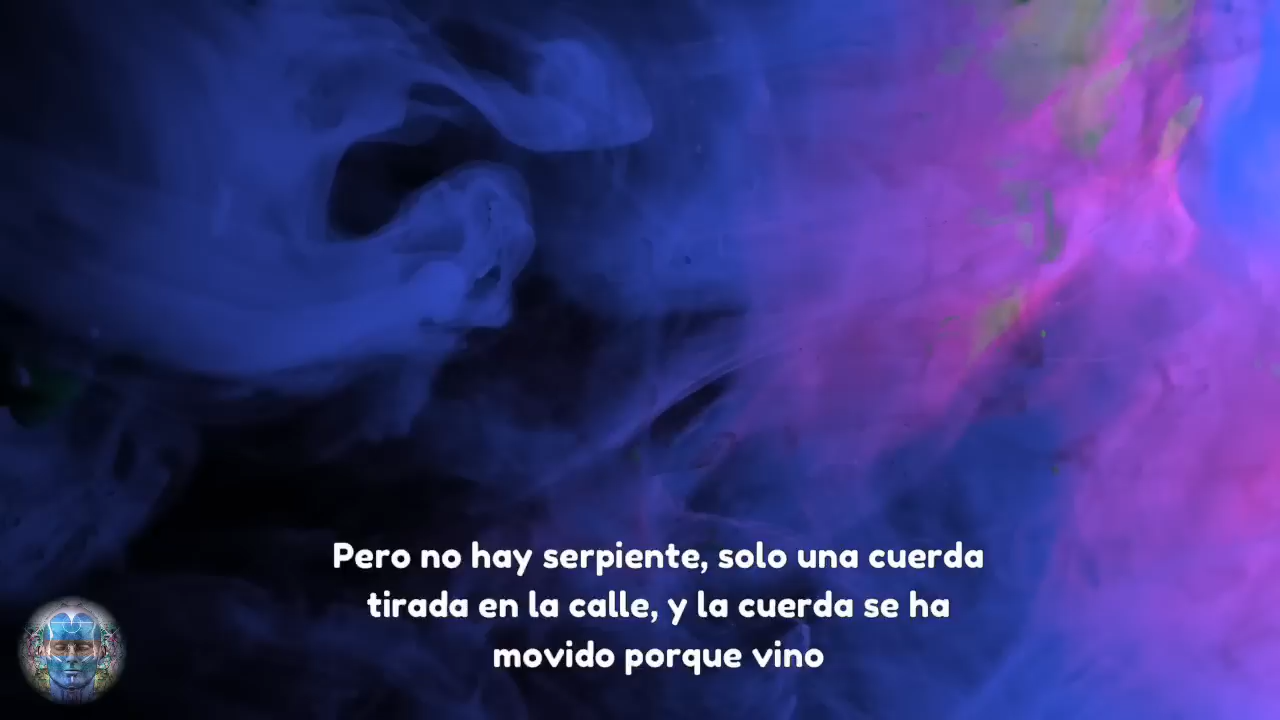 Pero no hay serpiente, solo una cuerda
tirada en la calle, y la cuerda se ha
movido porque vino